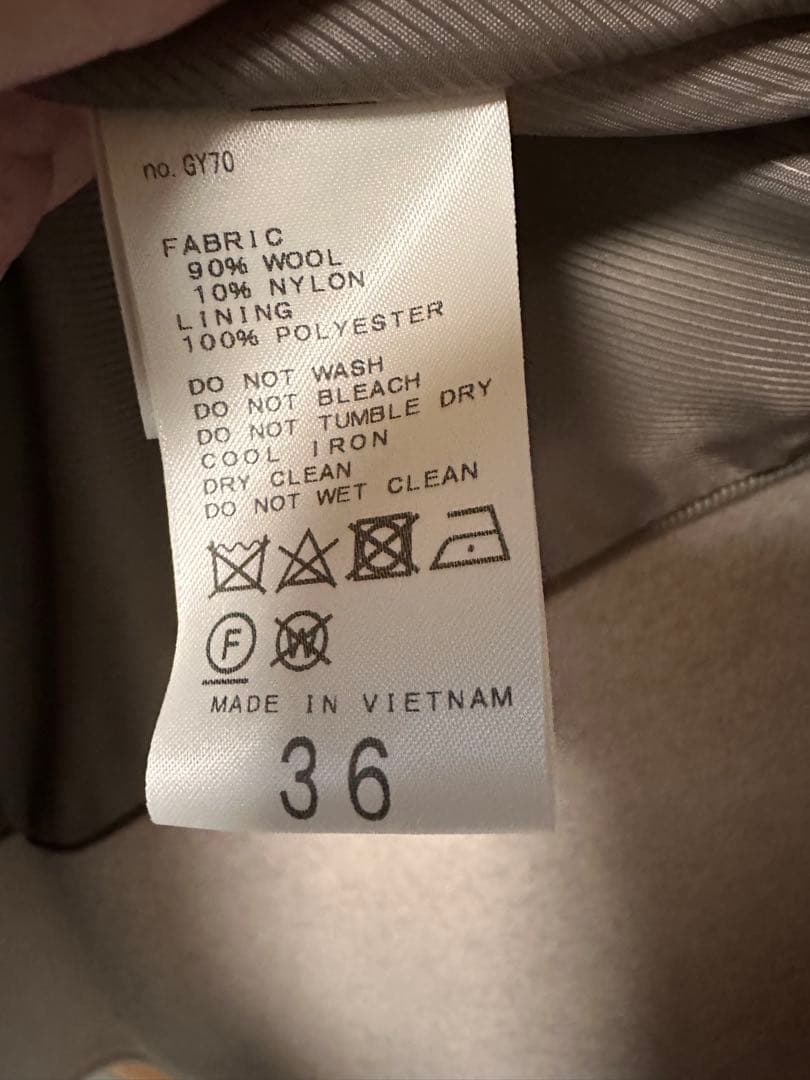 no. GY70
FABRIC
90% WOOL
10% NYLON
LINING
100% POLYESTER
DO NOT WASH
DO NOT BLEACH
DO NOT TUMBLE DRY
COOL IRON
DRY CLEAN
DO NOT WET CLEAN
F W
MADE IN VIETNAM
36